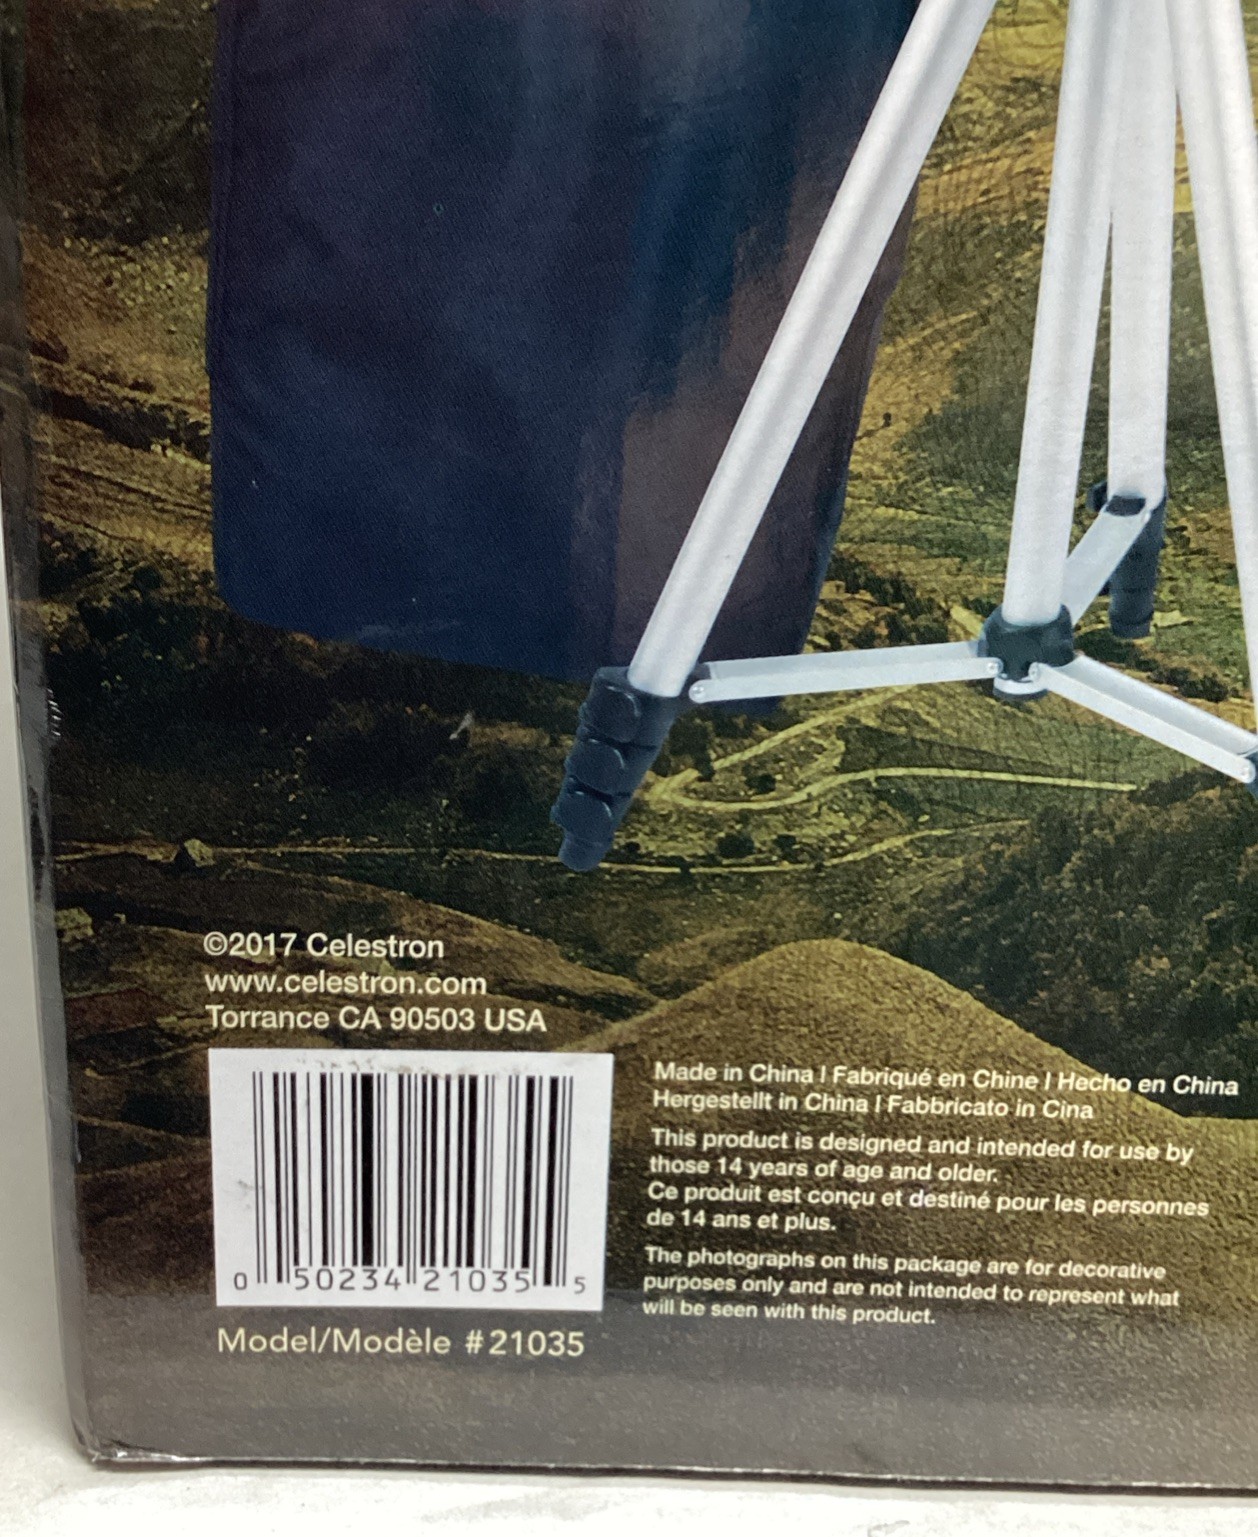 ©2017 Celestron
www.celestron.com
Torrance CA 90503 USA
0 50234 21035 5
Model/Modèle #21035
Made in China | Fabriqué en Chine | Hecho en China
Hergestellt in China | Fabbricato in Cina
This product is designed and intended for use by
those 14 years of age and older.
Ce produit est conçu et destiné pour les personnes
de 14 ans et plus.
The photographs on this package are for decorative
purposes only and are not intended to represent what
will be seen with this product.